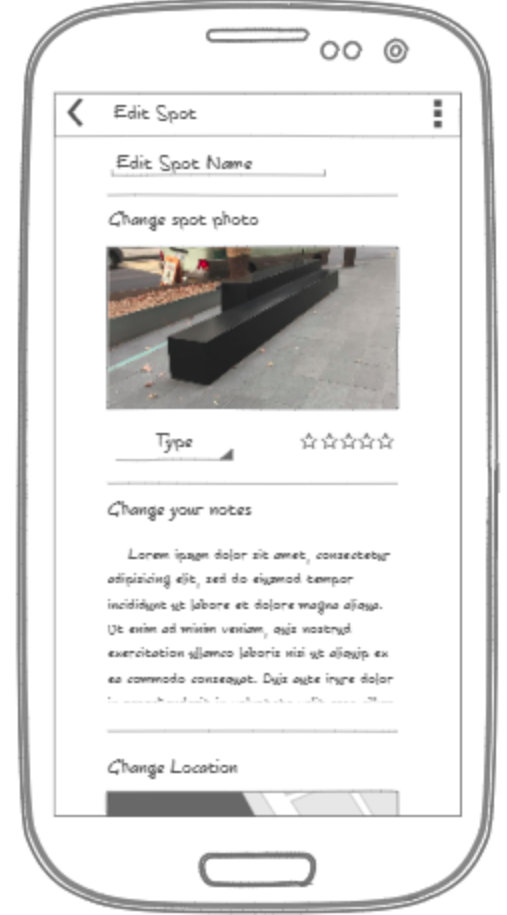 Edit Spot
Edit Spot Name
Change spot photo
Type
Change your notes
Lorem ipsum dolor sit amet, consectetur
adipisicing elit, sed do eiusmod tempor
incididunt ut labore et dolore magna aliqua.
Ut enim ad minim veniam, quis nostrud
exercitation ullamco laboris nisi ut aliquip ex
ea commodo consequat. Duis aute irure dolor
Change Location